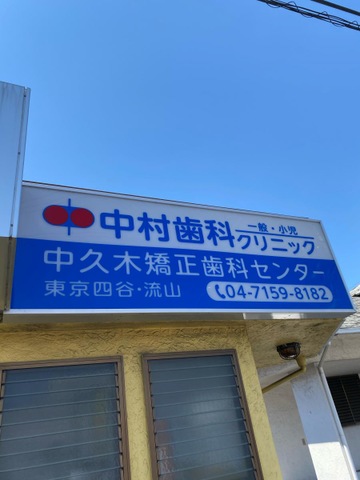 中村歯科 一般・小児 クリニック
中久木矯正歯科センター
東京四谷・流山 04-7159-8182